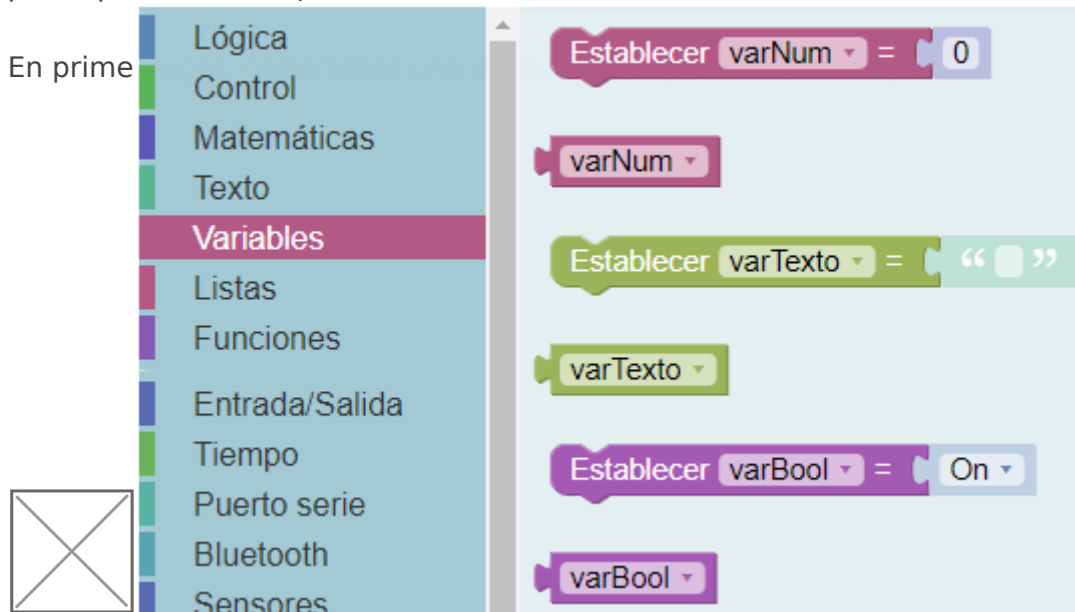 En prime
Lógica
Control
Matemáticas
Texto
Variables
Listas
Funciones
Entrada/Salida
Tiempo
Puerto serie
Bluetooth
Sensores
Establecer varNum = 0
varNum
Establecer varTexto = “ ”
varTexto
Establecer varBool = On
varBool